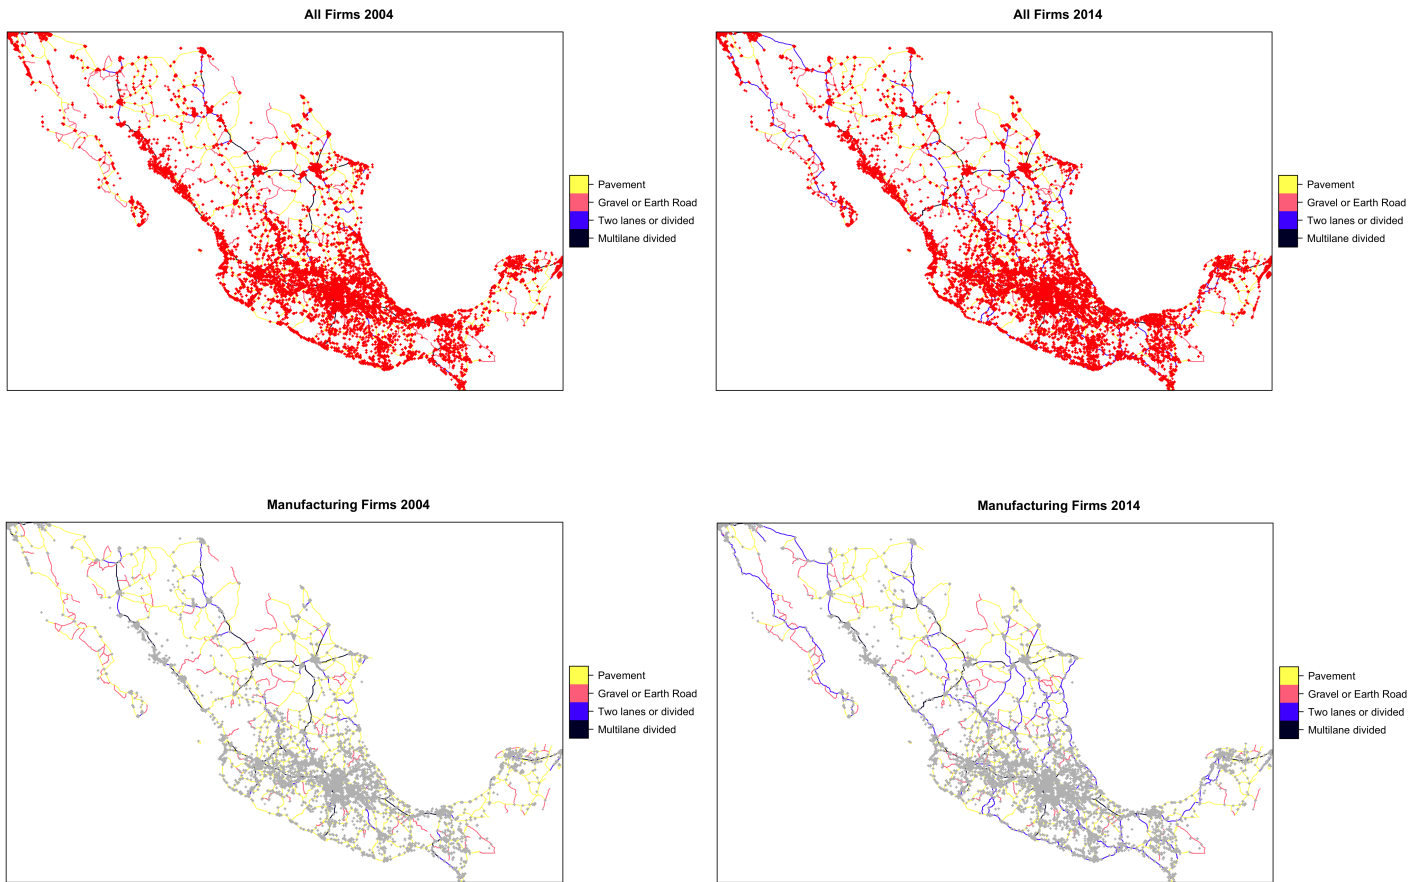 All Firms 2004
Pavement
Gravel or Earth Road
Two lanes or divided
Multilane divided
All Firms 2014
Pavement
Gravel or Earth Road
Two lanes or divided
Multilane divided
Manufacturing Firms 2004
Pavement
Gravel or Earth Road
Two lanes or divided
Multilane divided
Manufacturing Firms 2014
Pavement
Gravel or Earth Road
Two lanes or divided
Multilane divided